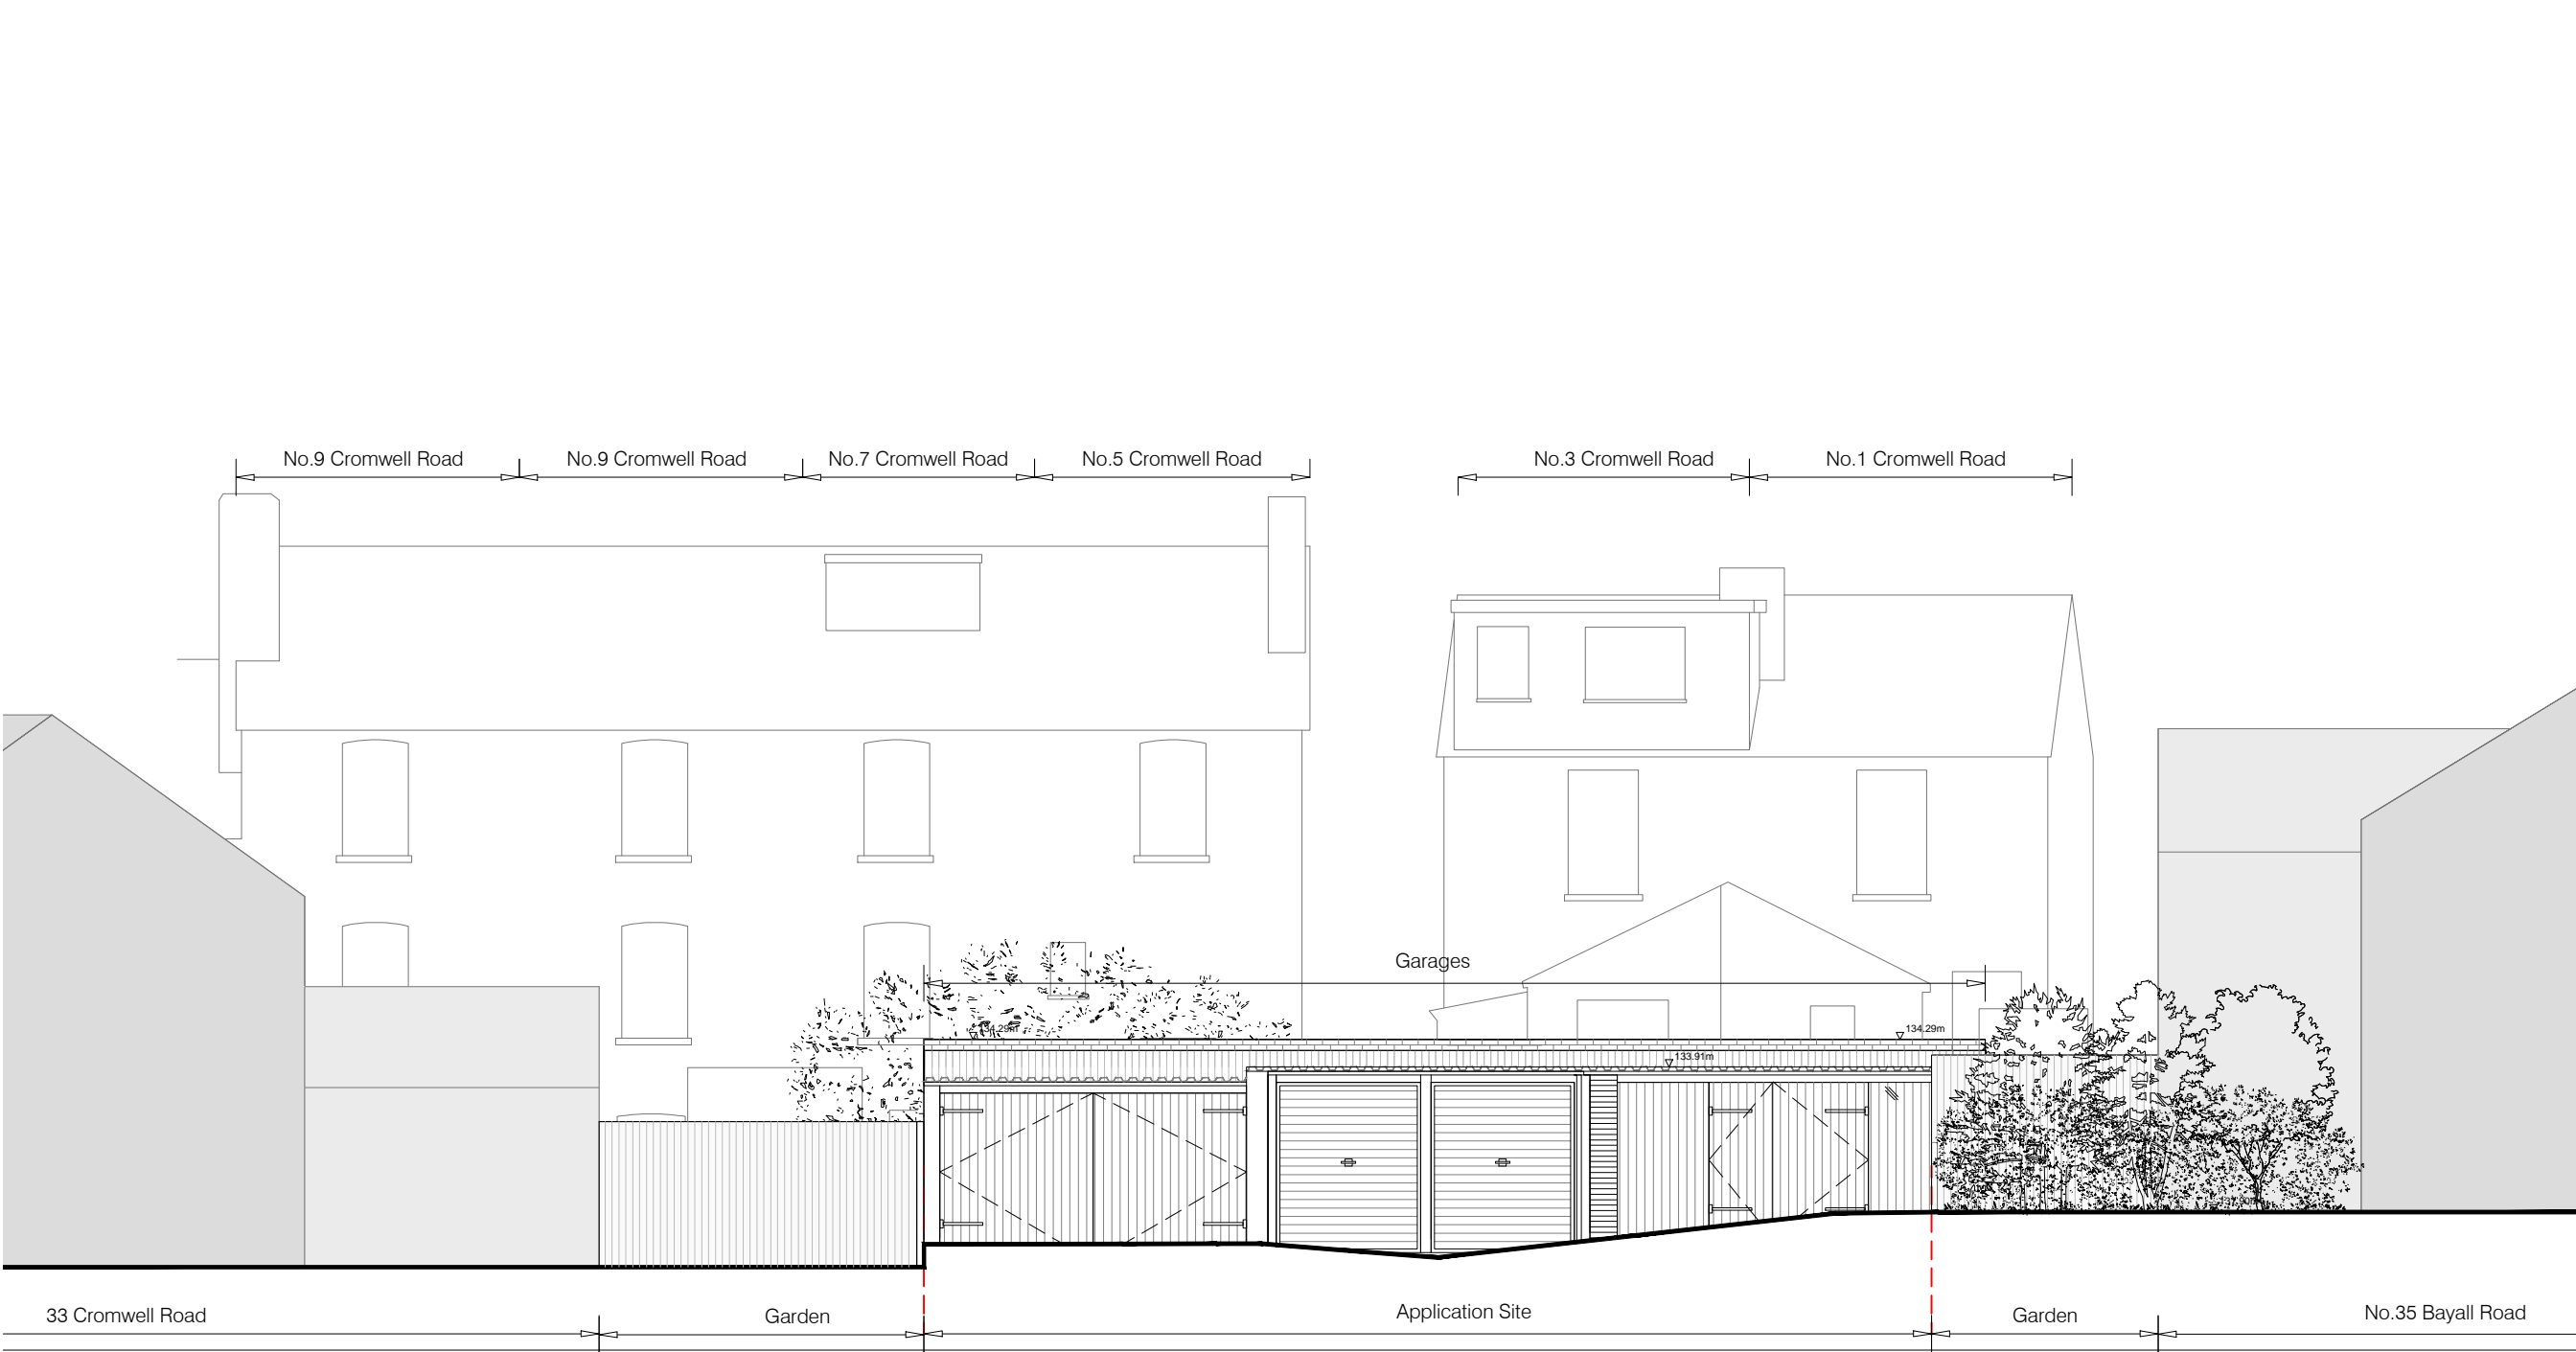 No.9 Cromwell Road
No.9 Cromwell Road
No.7 Cromwell Road
No.5 Cromwell Road
No.3 Cromwell Road
No.1 Cromwell Road
Garages
134.29m
134.29m
133.91m
33 Cromwell Road
Garden
Application Site
Garden
No.35 Bayall Road